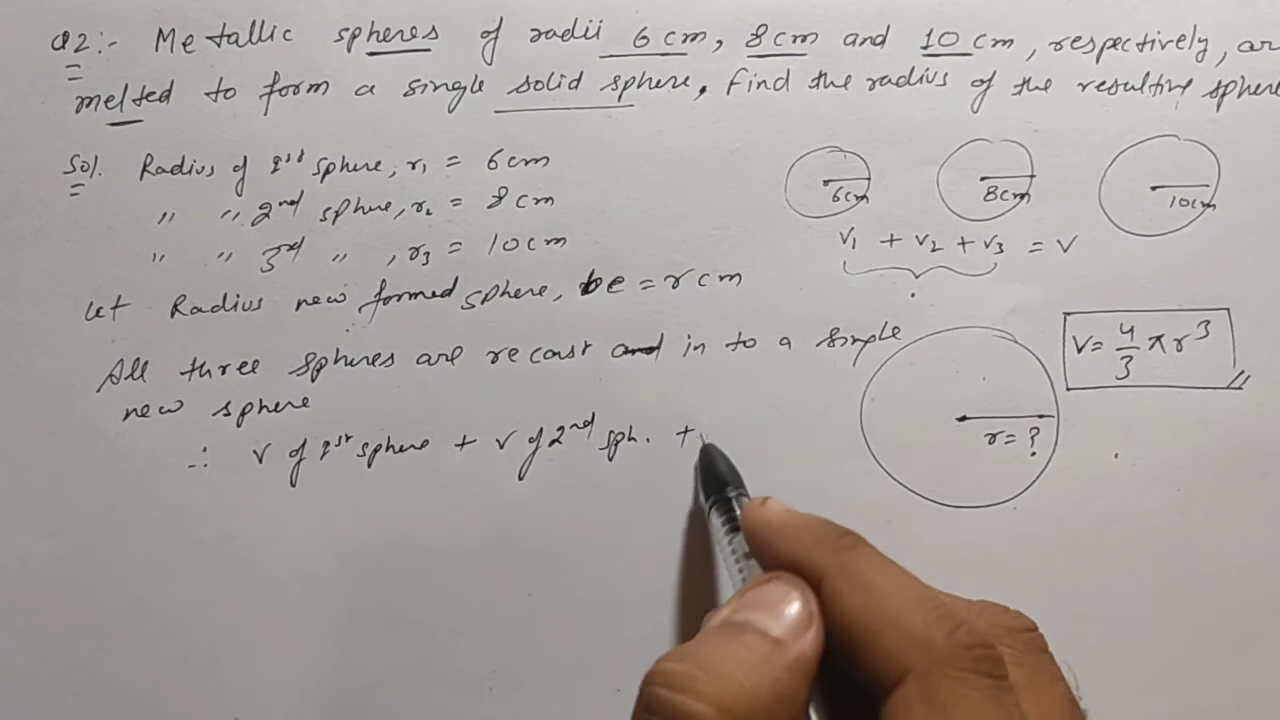 Q2:- Metallic spheres of radii 6 cm, 8 cm and 10 cm, respectively, ar
melted to form a single solid sphere. Find the radius of the resulting sphere
Sol. Radius of 1st sphere, r1 = 6cm
,, ,, 2nd sphere, r2 = 8 cm
,, ,, 3rd ,, , r3 = 10cm
Let Radius new formed sphere, be = r cm
All three spheres are recast in to a single
new sphere
∴ V of 1st sphere + V of 2nd sph. +
6cm
8cm
10cm
V1 + V2 + V3 = V
V = 4/3 π r³
r = ?